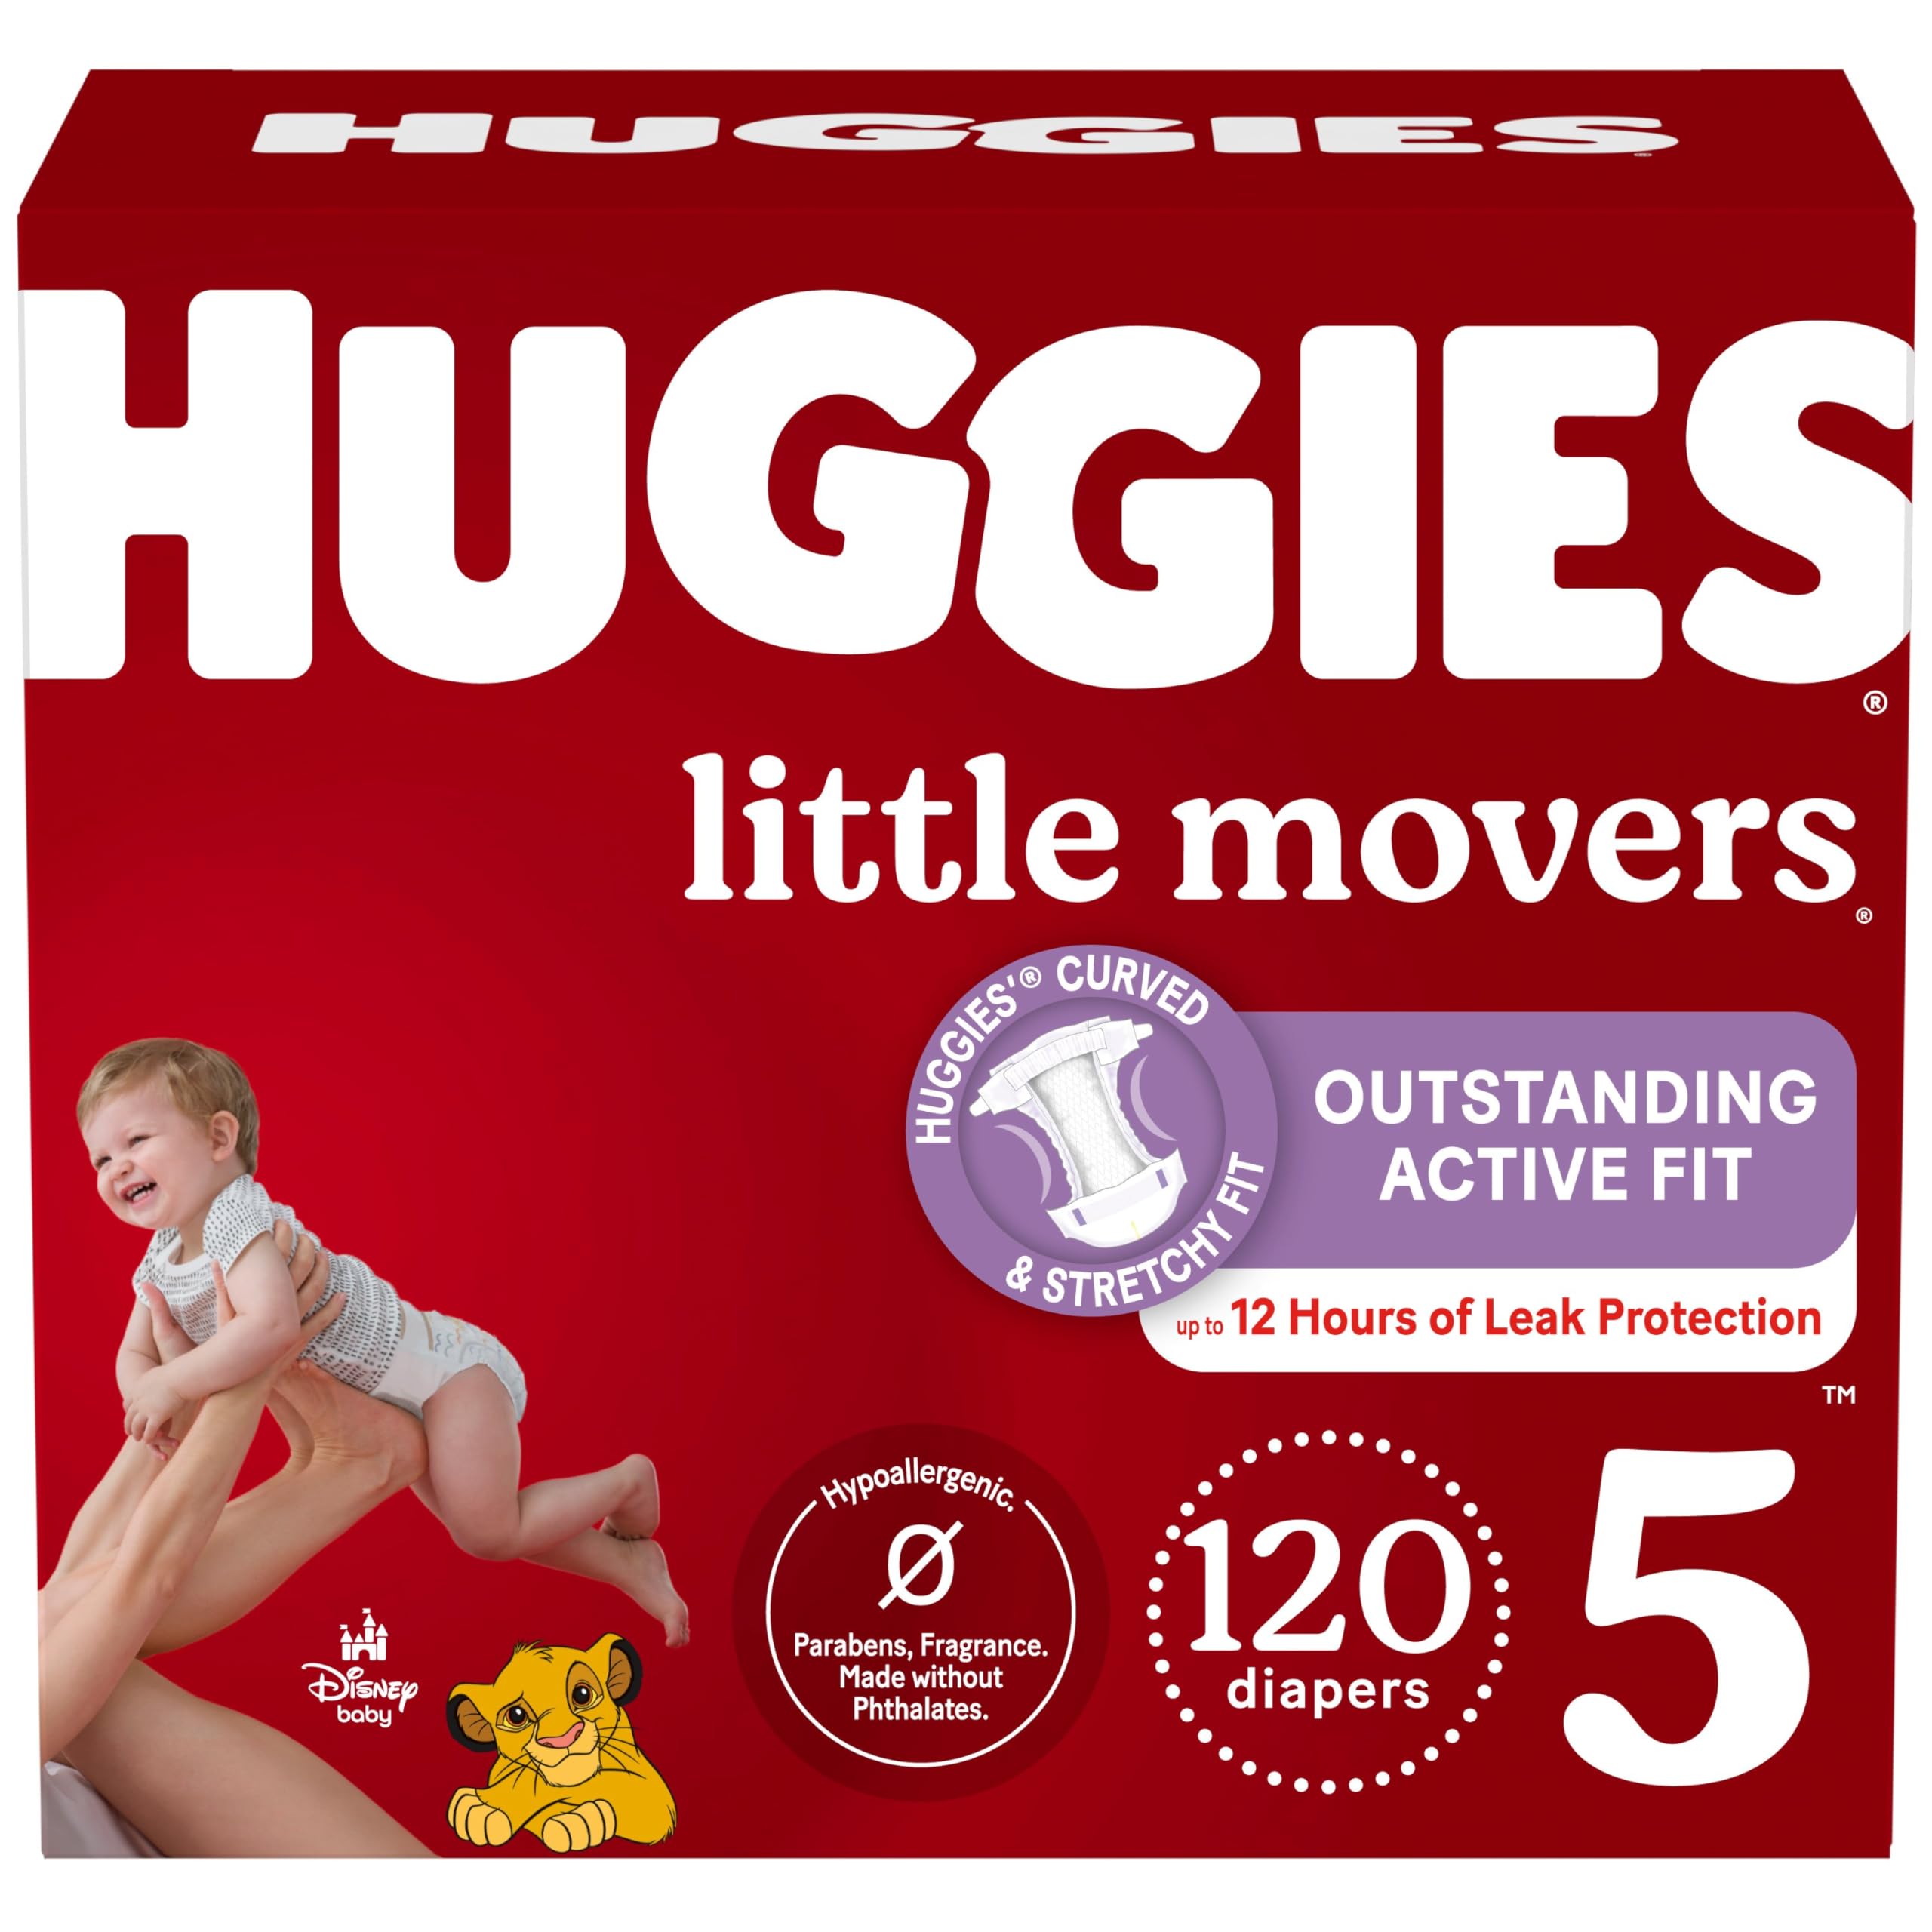 HUGGIES®
HUGGIES®
little movers®
HUGGIES'® CURVED
& STRETCHY FIT
OUTSTANDING
ACTIVE FIT
up to 12 Hours of Leak Protection
™
Hypoallergenic.
Ø
Parabens, Fragrance.
Made without
Phthalates.
120
diapers
5
Disney
baby